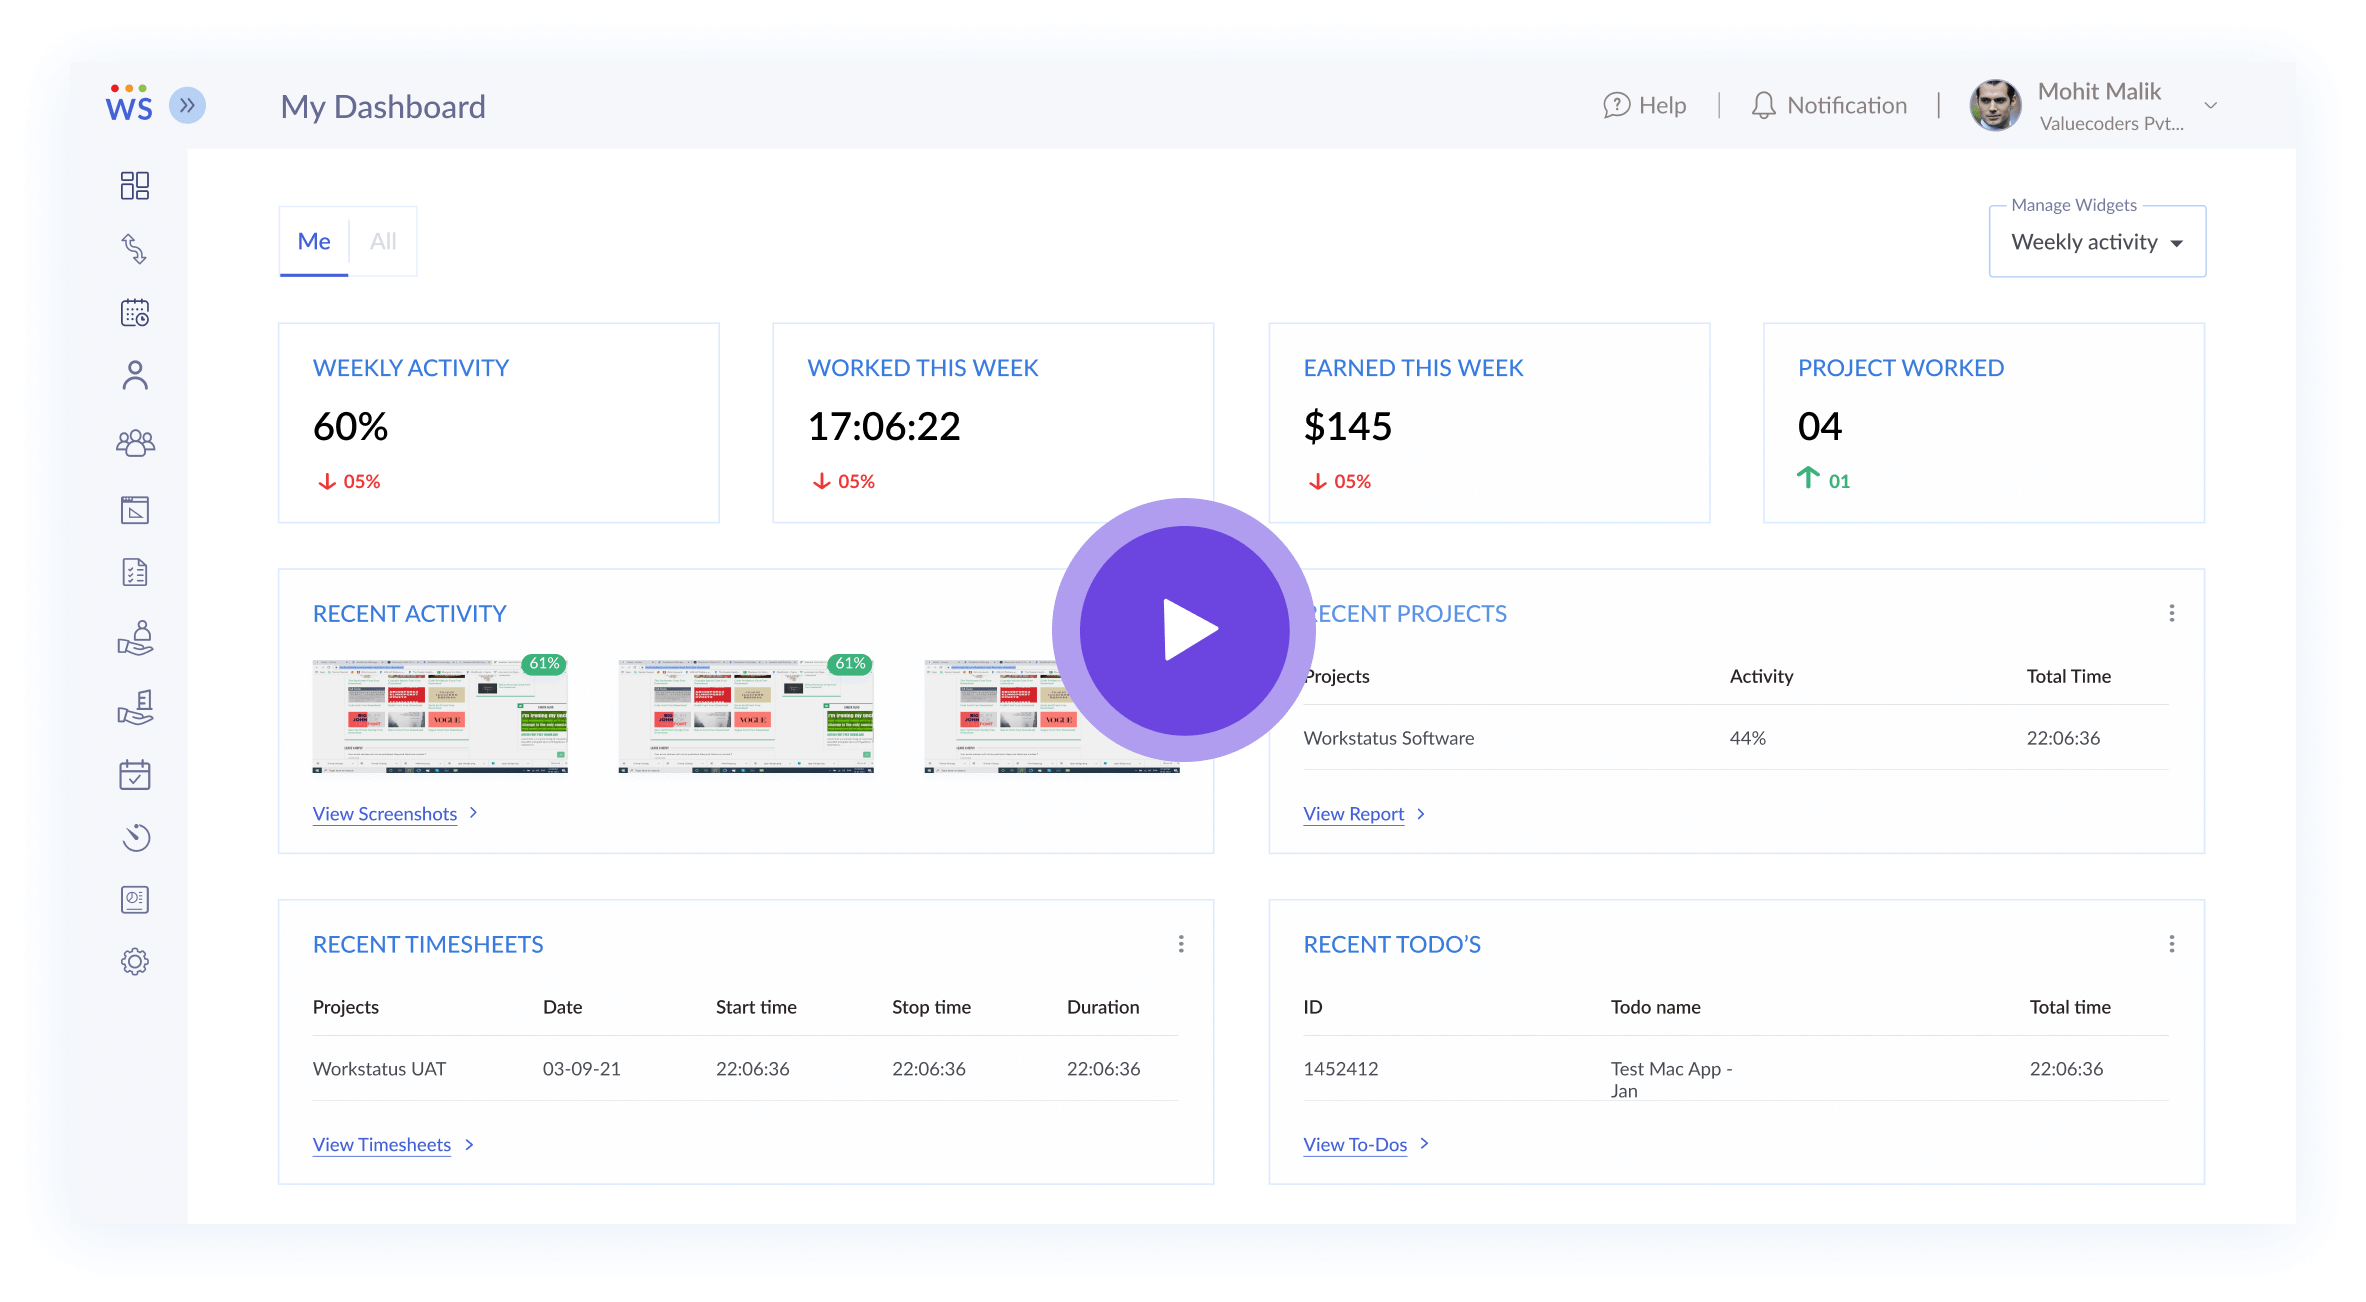 WS
My Dashboard
Help
Notification
Mohit Malik
Valuecoders Pvt...
Me
All
Manage Widgets
Weekly activity
WEEKLY ACTIVITY
60%
05%
WORKED THIS WEEK
17:06:22
05%
EARNED THIS WEEK
$145
05%
PROJECT WORKED
04
01
RECENT ACTIVITY
61%
61%
VOGUE
VOGUE
VOGUE
View Screenshots
RECENT PROJECTS
Projects Activity Total Time
Workstatus Software 44% 22:06:36
View Report
RECENT TIMESHEETS
Projects Date Start time Stop time Duration
Workstatus UAT 03-09-21 22:06:36 22:06:36 22:06:36
View Timesheets
RECENT TODO’S
ID Todo name Total time
1452412 Test Mac App - 22:06:36
Jan
View To-Dos